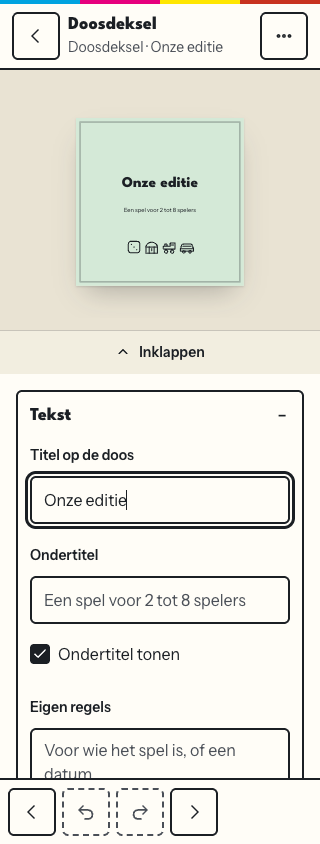 Doosdeksel
Doosdeksel · Onze editie
Onze editie
Een spel voor 2 tot 8 spelers
Inklappen
Tekst
Titel op de doos
Onze editie
Ondertitel
Een spel voor 2 tot 8 spelers
Ondertitel tonen
Eigen regels
Voor wie het spel is, of een
datum